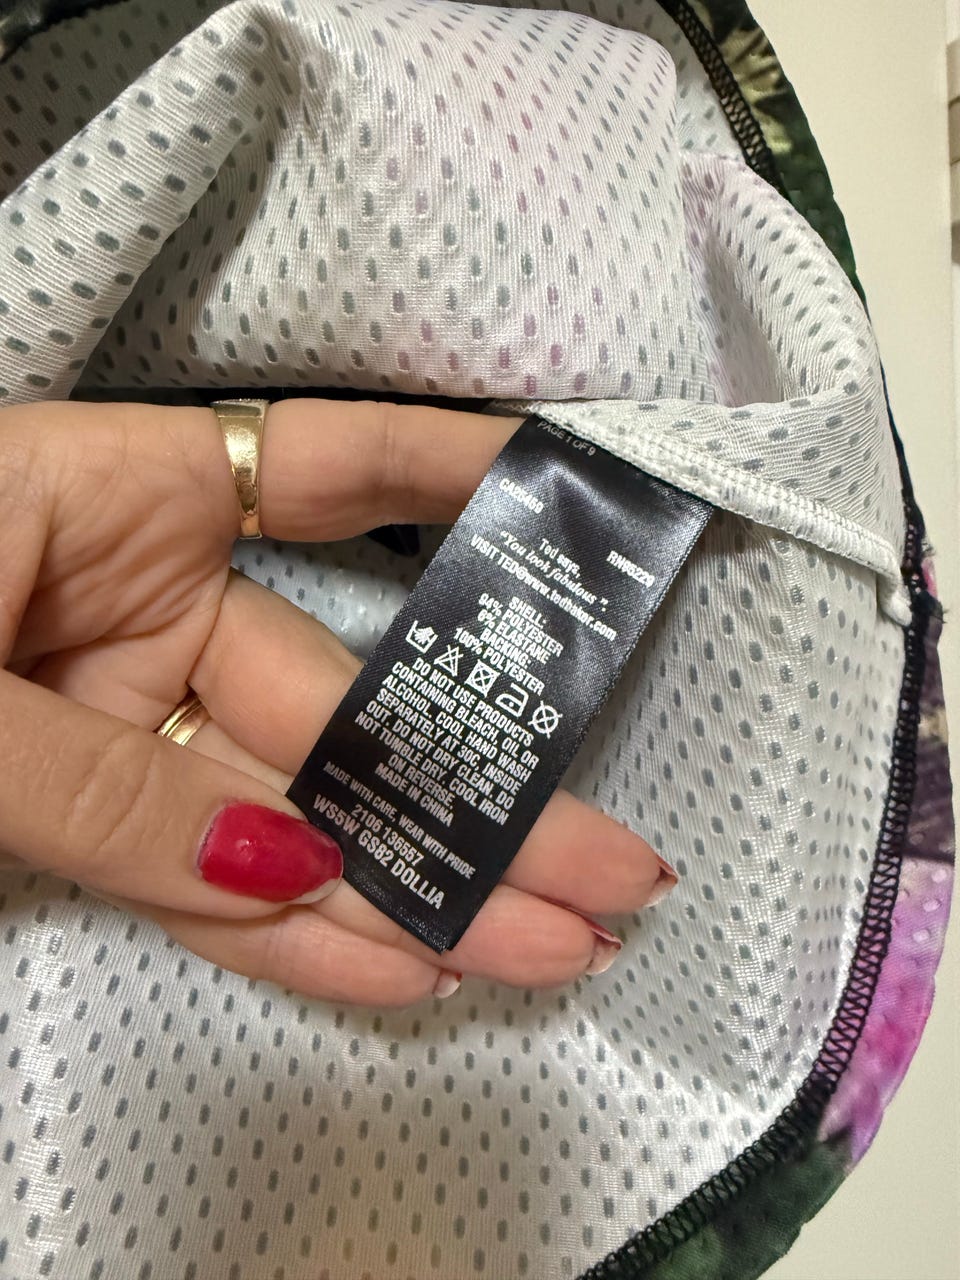 PAGE 1 OF 9
CA25480
RN#85229
Ted says,
"You look fabulous".
VISIT TED@www.tedbaker.com
SHELL:
94% POLYESTER
6% ELASTANE
BACKING:
100% POLYESTER
DO NOT USE PRODUCTS
CONTAINING BLEACH, OIL OR
ALCOHOL. COOL HAND WASH
SEPARATELY AT 30C, INSIDE
OUT. DO NOT DRY CLEAN. DO
NOT TUMBLE DRY. COOL IRON
ON REVERSE.
MADE IN CHINA
MADE WITH CARE, WEAR WITH PRIDE
2106 136557
WS5W GS82 DOLLIA